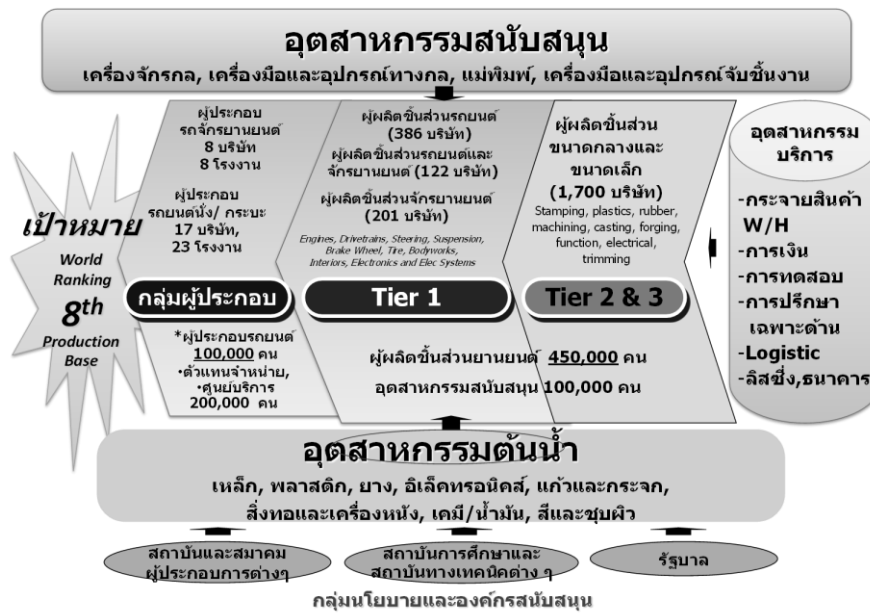 อุตสาหกรรมสนับสนุน
เครื่องจักรกล, เครื่องมือและอุปกรณ์ทางกล, แม่พิมพ์, เครื่องมือและอุปกรณ์จับชิ้นงาน
เป้าหมาย
World
Ranking
8th
Production
Base
ผู้ประกอบ
รถจักรยานยนต์
8 บริษัท
8 โรงงาน
ผู้ประกอบ
รถยนต์นั่ง/ กระบะ
17 บริษัท,
23 โรงงาน
กลุ่มผู้ประกอบ
*ผู้ประกอบรถยนต์
100,000 คน
•ตัวแทนจำหน่าย,
•ศูนย์บริการ
200,000 คน
ผู้ผลิตชิ้นส่วนรถยนต์
(386 บริษัท)
ผู้ผลิตชิ้นส่วนรถยนต์และ
จักรยานยนต์ (122 บริษัท)
ผู้ผลิตชิ้นส่วนจักรยานยนต์
(201 บริษัท)
Engines, Drivetrains, Steering, Suspension,
Brake Wheel, Tire, Bodyworks,
Interiors, Electronics and Elec Systems
Tier 1
ผู้ผลิตชิ้นส่วน
ขนาดกลางและ
ขนาดเล็ก
(1,700 บริษัท)
Stamping, plastics, rubber,
machining, casting, forging,
function, electrical,
trimming
Tier 2 & 3
ผู้ผลิตชิ้นส่วนยานยนต์ 450,000 คน
อุตสาหกรรมสนับสนุน 100,000 คน
อุตสาหกรรม
บริการ
-กระจายสินค้า
W/H
-การเงิน
-การทดสอบ
-การปรึกษา
เฉพาะด้าน
-Logistic
-ลิสซิ่ง,ธนาคาร
อุตสาหกรรมต้นน้ำ
เหล็ก, พลาสติก, ยาง, อิเล็คทรอนิคส์, แก้วและกระจก,
สิ่งทอและเครื่องหนัง, เคมี/น้ำมัน, สีและชุบผิว
สถาบันและสมาคม
ผู้ประกอบการต่างๆ
สถาบันการศึกษาและ
สถาบันทางเทคนิคต่าง ๆ
รัฐบาล
กลุ่มนโยบายและองค์กรสนับสนุน